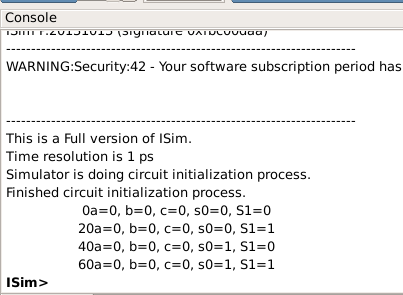 Console
ISim P.20131013 (signature 0xfbc00daa)
----------------------------------------------------------------------
WARNING:Security:42 - Your software subscription period has
----------------------------------------------------------------------
This is a Full version of ISim.
Time resolution is 1 ps
Simulator is doing circuit initialization process.
Finished circuit initialization process.
0a=0, b=0, c=0, s0=0, S1=0
20a=0, b=0, c=0, s0=0, S1=1
40a=0, b=0, c=0, s0=1, S1=0
60a=0, b=0, c=0, s0=1, S1=1
ISim>